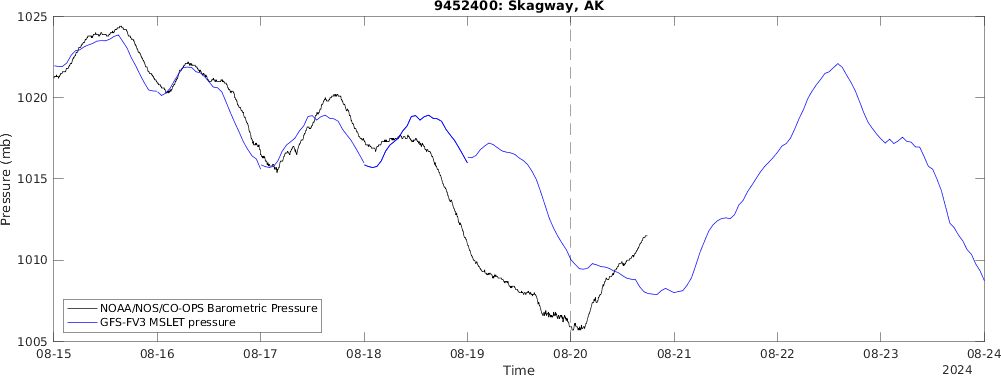 9452400: Skagway, AK
Pressure (mb)
1025
1020
1015
1010
1005
NOAA/NOS/CO-OPS Barometric Pressure
GFS-FV3 MSLET pressure
08-15 08-16 08-17 08-18 08-19 08-20 08-21 08-22 08-23 08-24
Time
2024